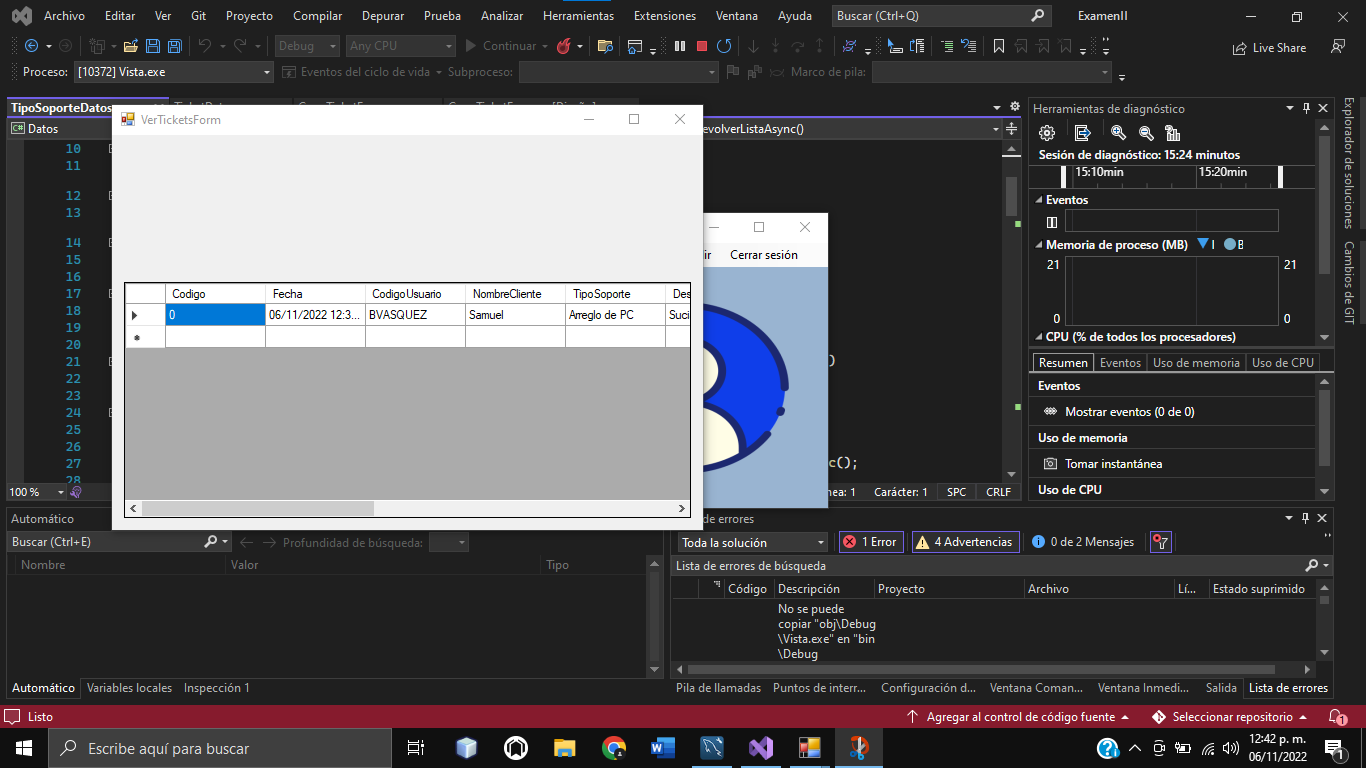 Archivo Editar Ver Git Proyecto Compilar Depurar Prueba Analizar Herramientas Extensiones Ventana Ayuda Buscar (Ctrl+Q) ExamenII
Debug Any CPU Continuar Live Share
Proceso: [10372] Vista.exe Eventos del ciclo de vida Subproceso: Marco de pila:
TipoSoporteDatos
VerTicketsForm
Datos
evolverListaAsync()
10
11
12
13
14
15
16
17
18
19
20
21
22
23
24
25
26
27
28
ir Cerrar sesión
Codigo Fecha CodigoUsuario NombreCliente TipoSoporte Des
0 06/11/2022 12:3... BVASQUEZ Samuel Arreglo de PC Suci
)
c();
100 % nea: 1 Carácter: 1 SPC CRLF
Herramientas de diagnóstico
Sesión de diagnóstico: 15:24 minutos
15:10min 15:20min
Eventos
Memoria de proceso (MB) I B
21 21
0 0
CPU (% de todos los procesadores)
Resumen Eventos Uso de memoria Uso de CPU
Eventos
Mostrar eventos (0 de 0)
Uso de memoria
Tomar instantánea
Uso de CPU
Explorador de soluciones
Cambios de GIT
Automático
Buscar (Ctrl+E) Profundidad de búsqueda:
Nombre Valor Tipo
Automático Variables locales Inspección 1
de errores
Toda la solución 1 Error 4 Advertencias 0 de 2 Mensajes
Lista de errores de búsqueda
Código Descripción Proyecto Archivo Lí... Estado suprimido
No se puede
copiar "obj\Debug
\Vista.exe" en "bin
\Debug
Pila de llamadas Puntos de interr... Configuración d... Ventana Coman... Ventana Inmedi... Salida Lista de errores
Listo Agregar al control de código fuente Seleccionar repositorio 1
Escribe aquí para buscar
12:42 p. m.
06/11/2022
1